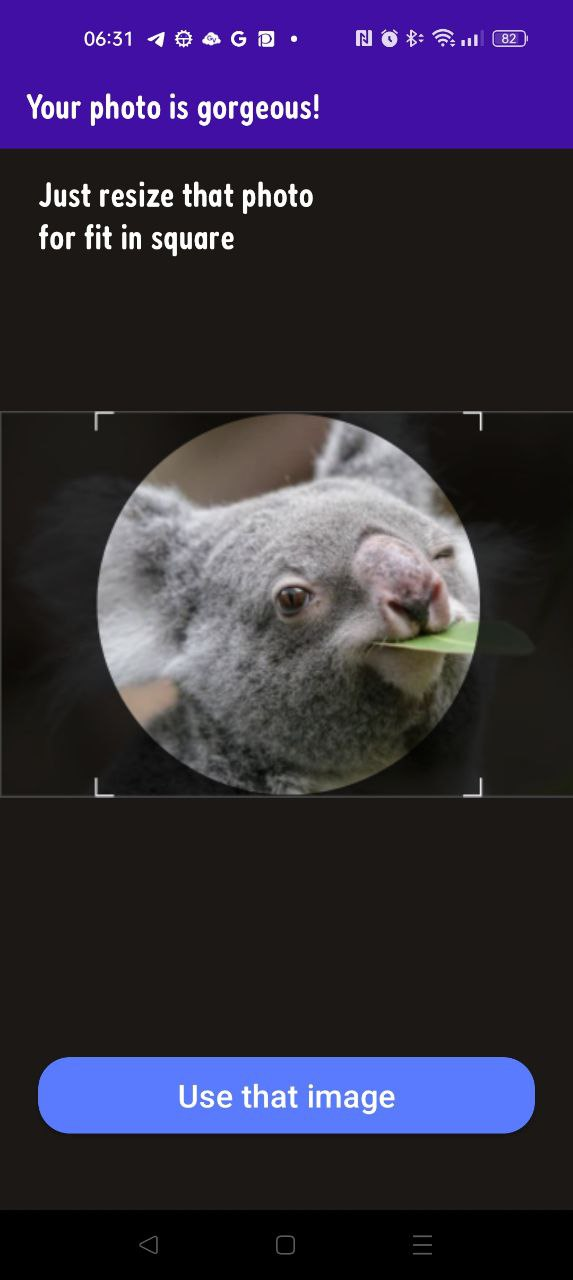 06:31
82
Your photo is gorgeous!
Just resize that photo
for fit in square
Use that image